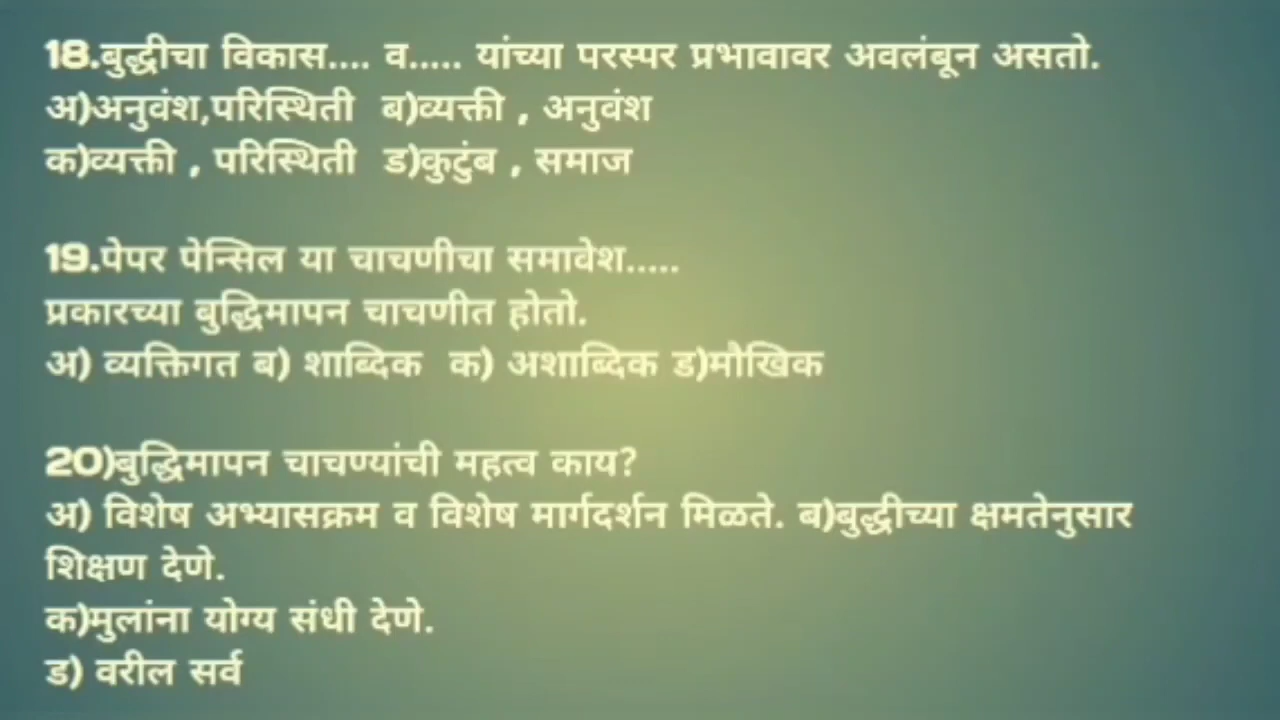 18.बुद्धीचा विकास.... व..... यांच्या परस्पर प्रभावावर अवलंबून असतो.
अ)अनुवंश,परिस्थिती ब)व्यक्ती , अनुवंश
क)व्यक्ती , परिस्थिती ड)कुटुंब , समाज
19.पेपर पेन्सिल या चाचणीचा समावेश.....
प्रकारच्या बुद्धिमापन चाचणीत होतो.
अ) व्यक्तिगत ब) शाब्दिक क) अशाब्दिक ड)मौखिक
20)बुद्धिमापन चाचण्यांची महत्व काय?
अ) विशेष अभ्यासक्रम व विशेष मार्गदर्शन मिळते. ब)बुद्धीच्या क्षमतेनुसार
शिक्षण देणे.
क)मुलांना योग्य संधी देणे.
ड) वरील सर्व